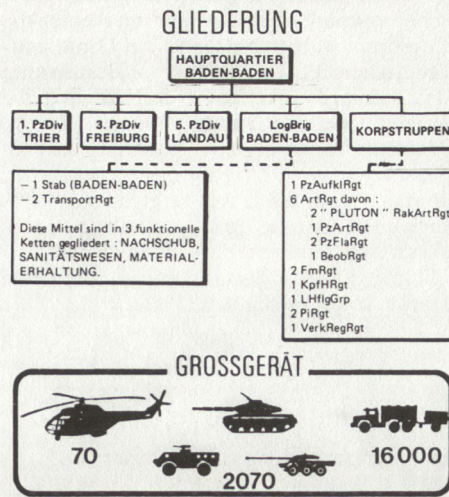 GLIEDERUNG
HAUPTQUARTIER
BADEN-BADEN
1. PzDiv
TRIER
3. PzDiv
FREIBURG
5. PzDiv
LANDAU
LogBrig
BADEN-BADEN
KORPSTRUPPEN
– 1 Stab (BADEN-BADEN)
– 2 TransportRgt
Diese Mittel sind in 3.funktionelle
Ketten gegliedert : NACHSCHUB,
SANITÄTSWESEN, MATERIAL-
ERHALTUNG.
1 PzAufklRgt
6 ArtRgt davon :
2 " PLUTON " RakArtRgt
1 PzArtRgt
2 PzFlaRgt
1 BeobRgt
2 FmRgt
1 KpfHRgt
1 LHflgGrp
2 PiRgt
1 VerkRegRgt
GROSSGERÄT
70
2070
16000